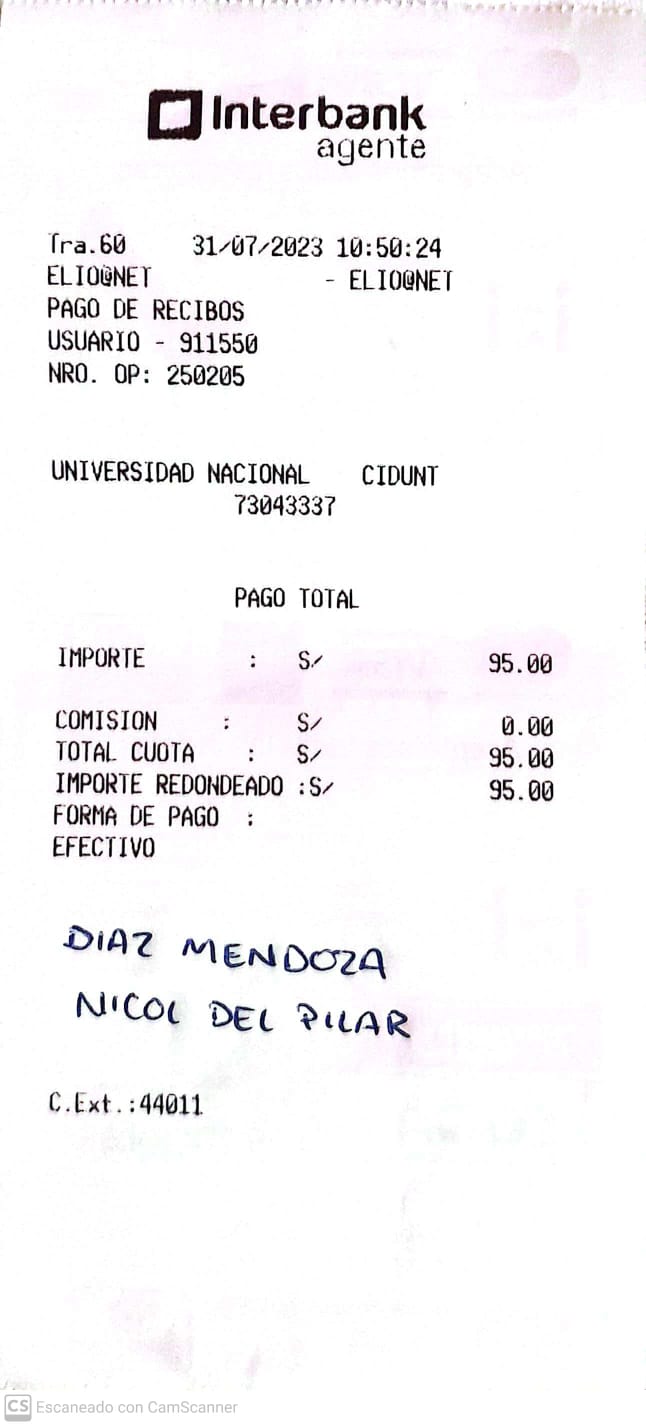 Interbank
agente
Tra.60 31/07/2023 10:50:24
ELIO@NET - ELIO@NET
PAGO DE RECIBOS
USUARIO - 911550
NRO. OP: 250205
UNIVERSIDAD NACIONAL CIDUNT
73043337
PAGO TOTAL
IMPORTE : S/ 95.00
COMISION : S/ 0.00
TOTAL CUOTA : S/ 95.00
IMPORTE REDONDEADO :S/ 95.00
FORMA DE PAGO :
EFECTIVO
DIAZ MENDOZA
NICOL DEL PILAR
C.Ext.:44011
CS Escaneado con CamScanner